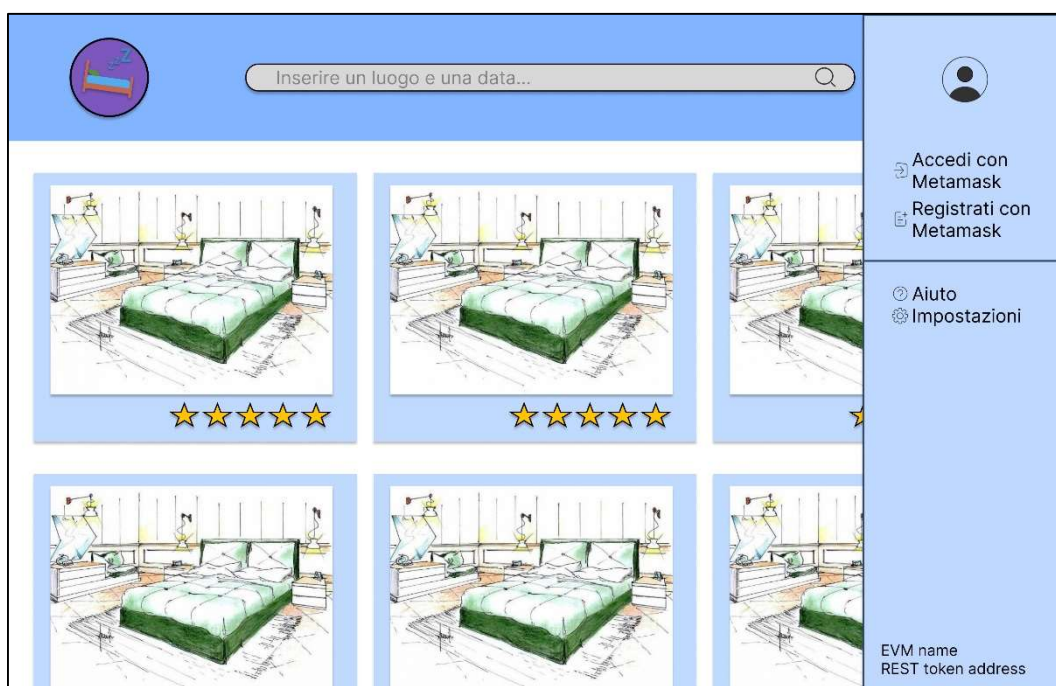 Inserire un luogo e una data...
Accedi con
Metamask
Registrati con
Metamask
Aiuto
Impostazioni
EVM name
REST token address